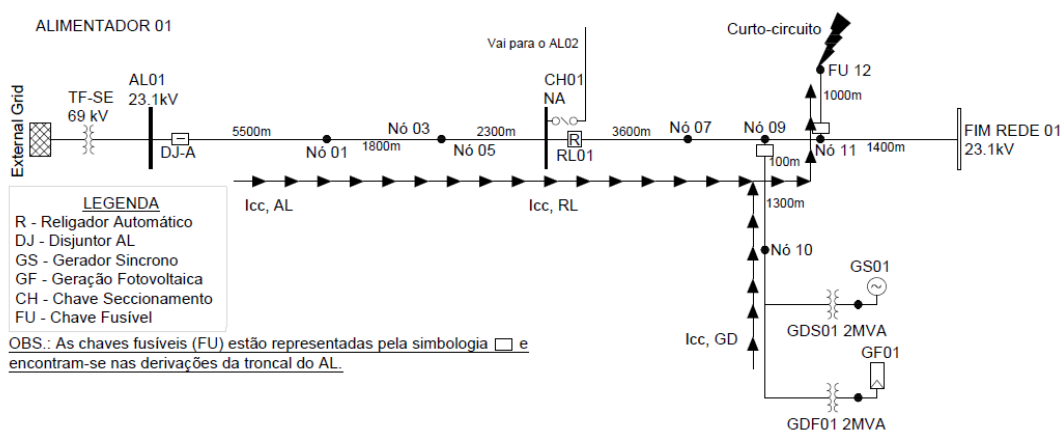 ALIMENTADOR 01
Curto-circuito
Vai para o AL02
FU 12
1000m
AL01
23.1kV
CH01
NA
TF-SE
69 kV
External Grid
DJ-A
5500m
Nó 01
1800m
Nó 03
Nó 05
2300m
R
RL01
3600m
Nó 07
Nó 09
100m
Nó 11
1400m
FIM REDE 01
23.1kV
Icc, AL
Icc, RL
1300m
LEGENDA
R - Religador Automático
DJ - Disjuntor AL
GS - Gerador Sincrono
GF - Geração Fotovoltaica
CH - Chave Seccionamento
FU - Chave Fusível
Nó 10
GS01
GDS01 2MVA
Icc, GD
GF01
GDF01 2MVA
OBS.: As chaves fusíveis (FU) estão representadas pela simbologia e
encontram-se nas derivações da troncal do AL.